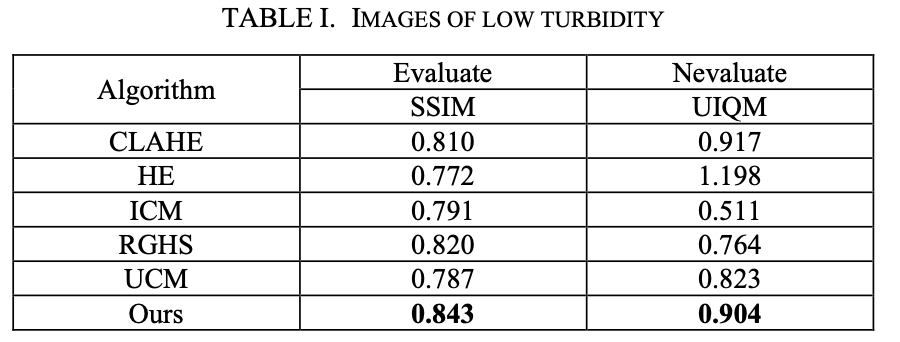 TABLE I. IMAGES OF LOW TURBIDITY
Algorithm Evaluate Nevaluate
SSIM UIQM
CLAHE 0.810 0.917
HE 0.772 1.198
ICM 0.791 0.511
RGHS 0.820 0.764
UCM 0.787 0.823
Ours 0.843 0.904